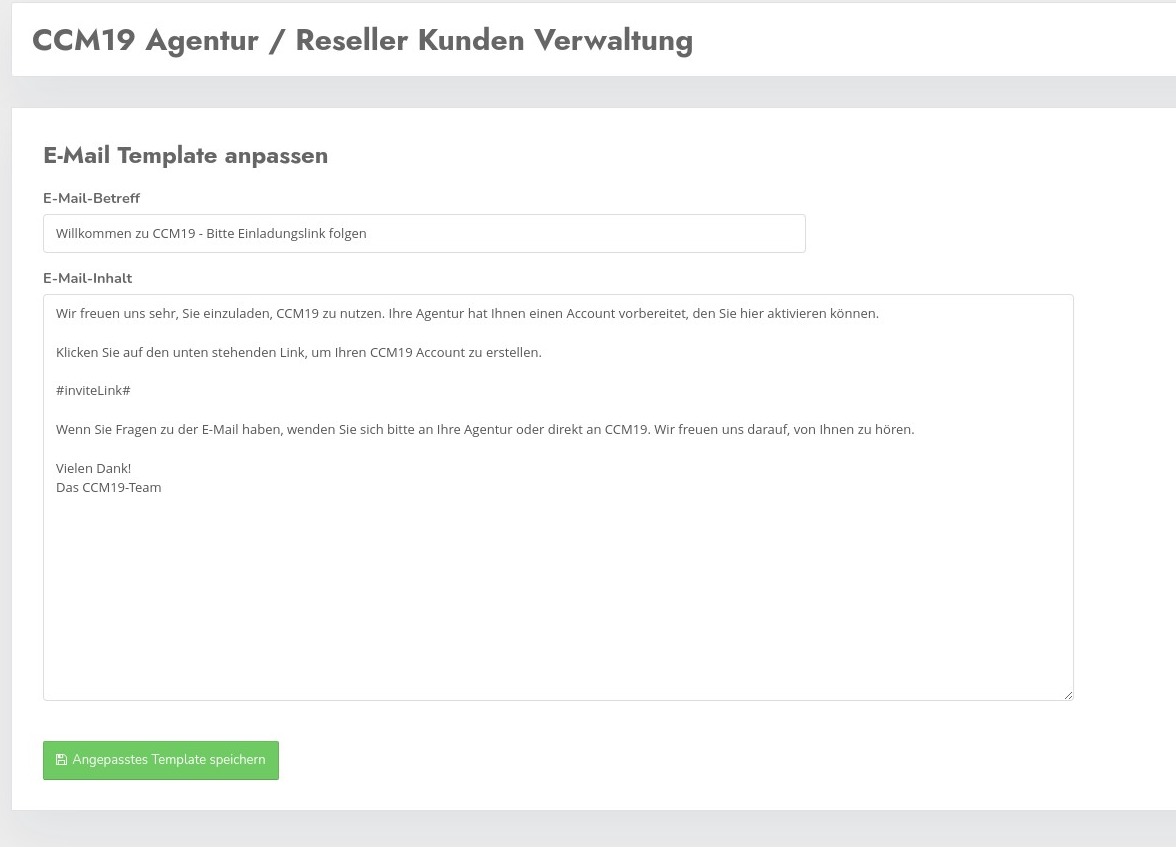 CCM19 Agentur / Reseller Kunden Verwaltung
E-Mail Template anpassen
E-Mail-Betreff
Willkommen zu CCM19 - Bitte Einladungslink folgen
E-Mail-Inhalt
Wir freuen uns sehr, Sie einzuladen, CCM19 zu nutzen. Ihre Agentur hat Ihnen einen Account vorbereitet, den Sie hier aktivieren können.
Klicken Sie auf den unten stehenden Link, um Ihren CCM19 Account zu erstellen.
#inviteLink#
Wenn Sie Fragen zu der E-Mail haben, wenden Sie sich bitte an Ihre Agentur oder direkt an CCM19. Wir freuen uns darauf, von Ihnen zu hören.
Vielen Dank!
Das CCM19-Team
Angepasstes Template speichern